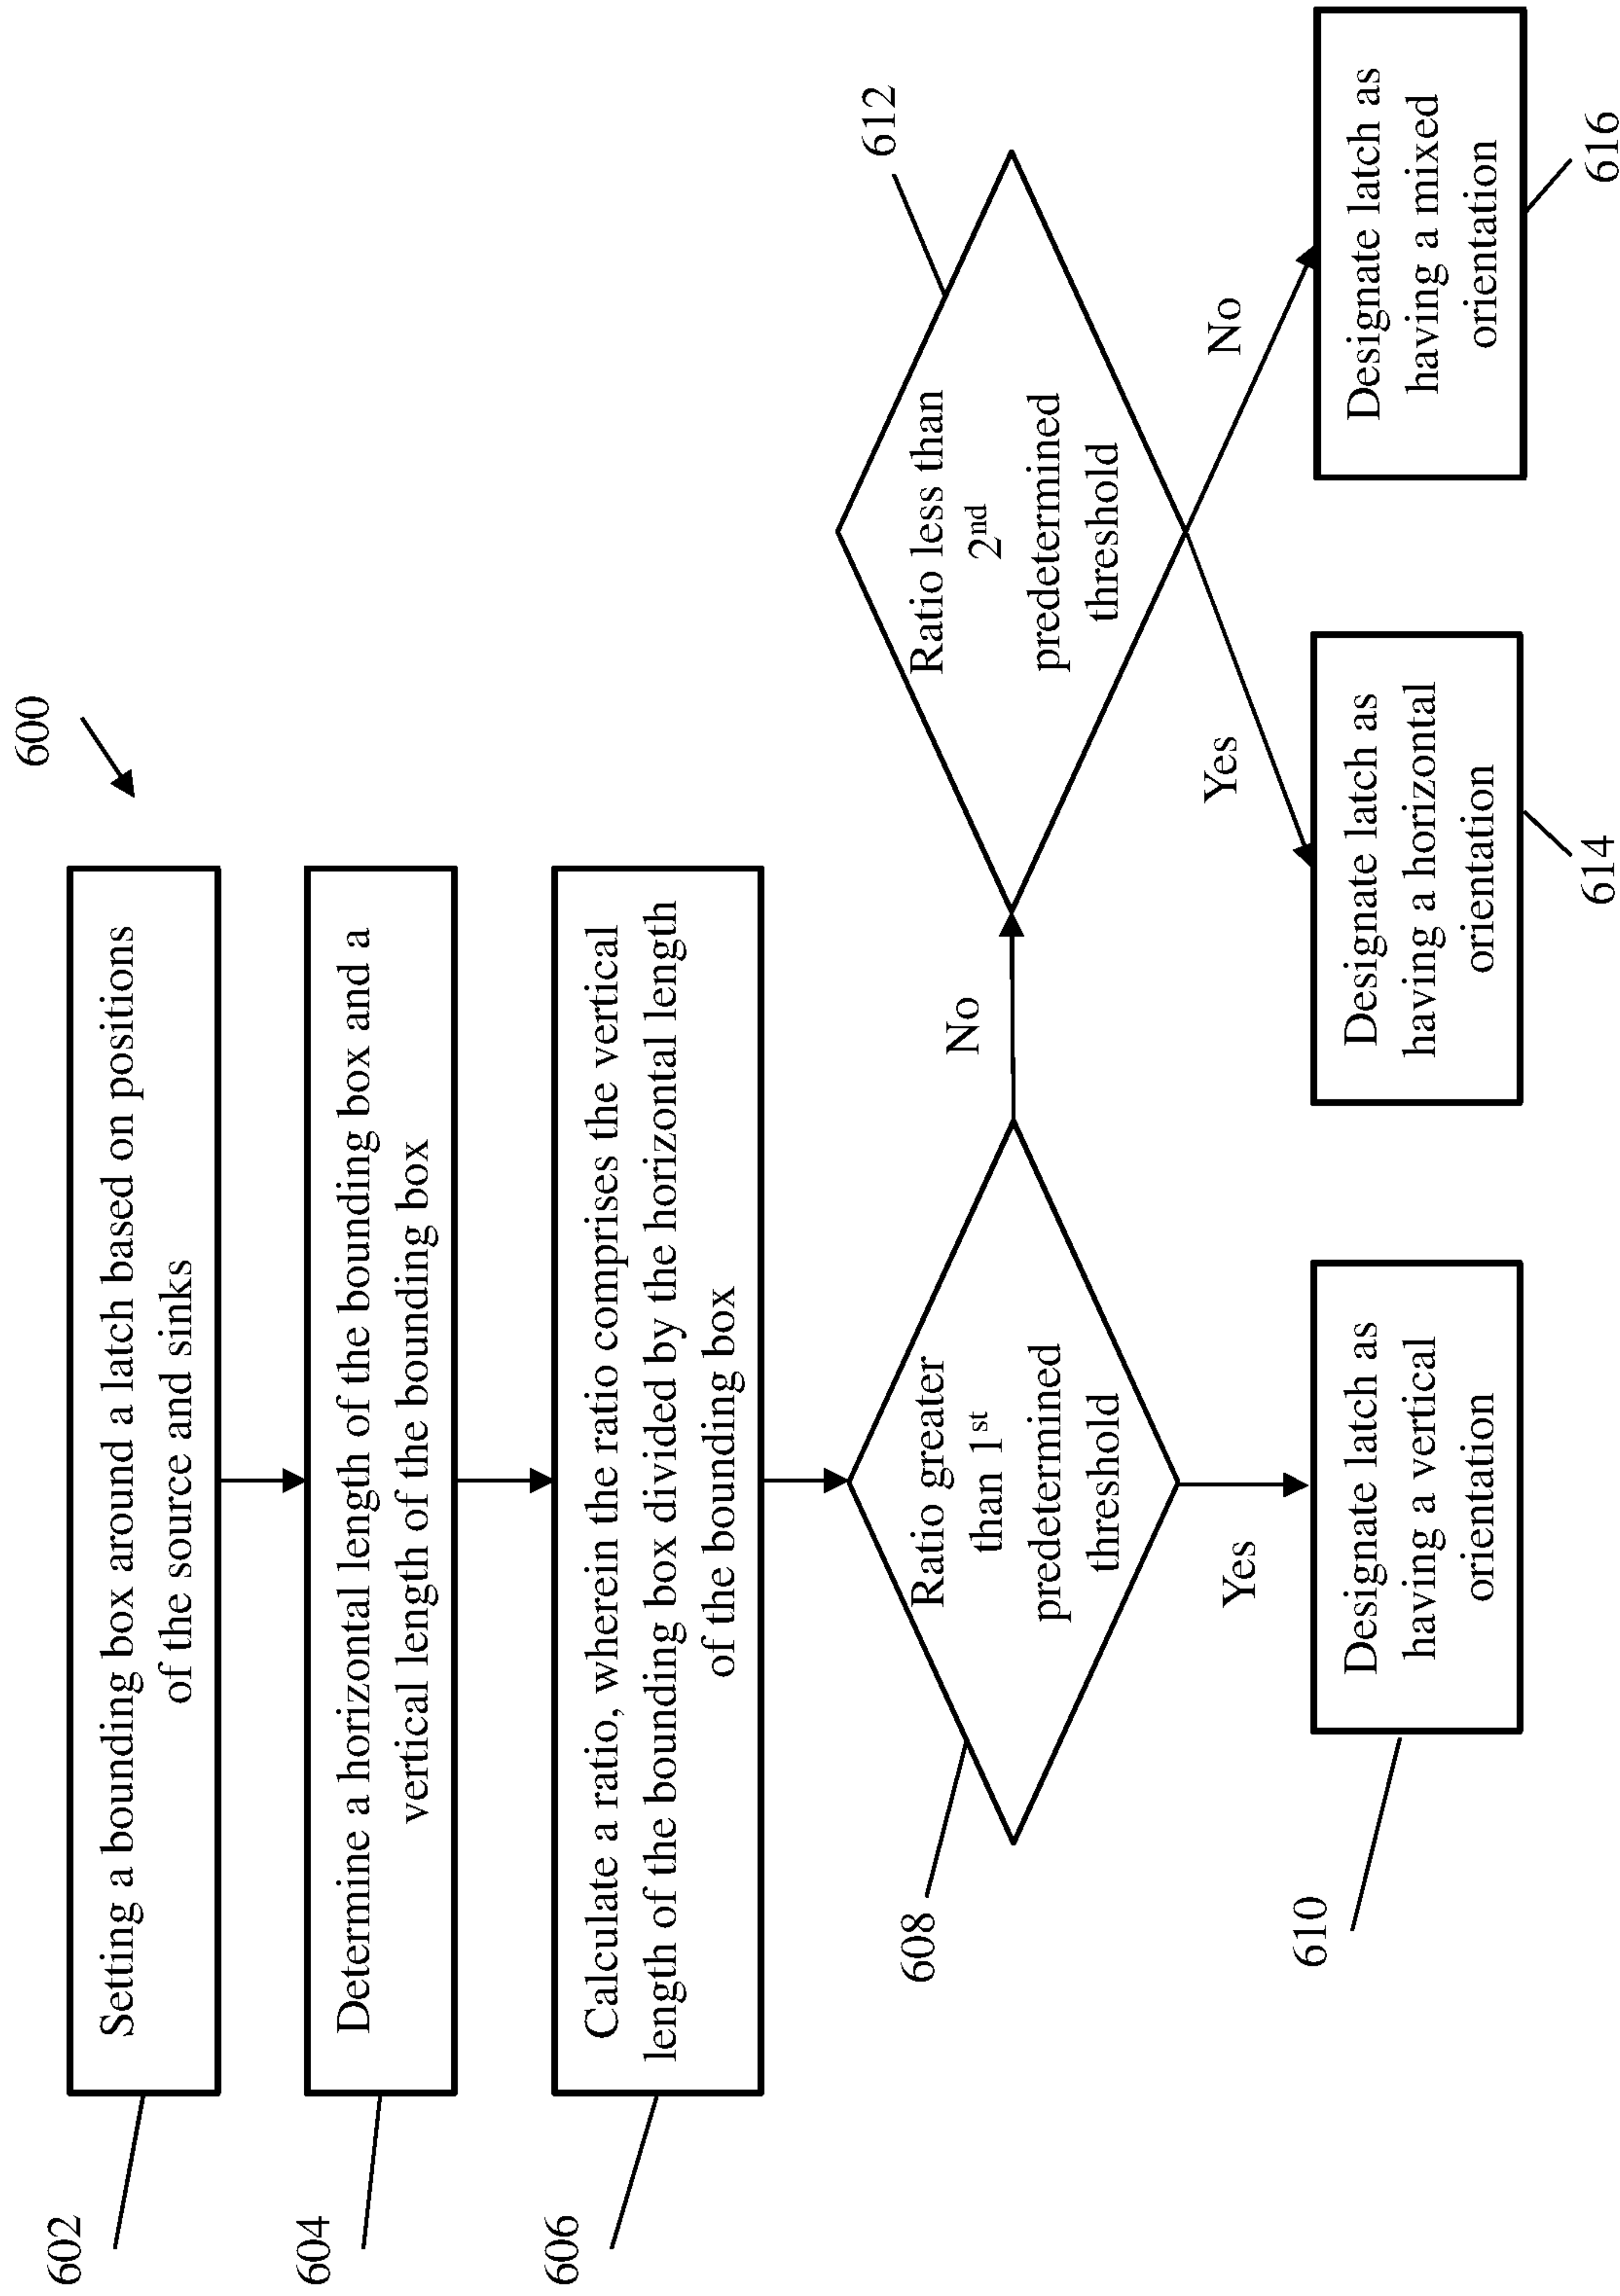 600
602
Setting a bounding box around a latch based on positions
of the source and sinks
604
Determine a horizontal length of the bounding box and a
vertical length of the bounding box
606
Calculate a ratio, wherein the ratio comprises the vertical
length of the bounding box divided by the horizontal length
of the bounding box
608
Ratio greater
than 1st
predetermined
threshold
No
612
Ratio less than
2nd
predetermined
threshold
Yes
Yes
No
610
Designate latch as
having a vertical
orientation
Designate latch as
having a horizontal
orientation
614
Designate latch as
having a mixed
orientation
616